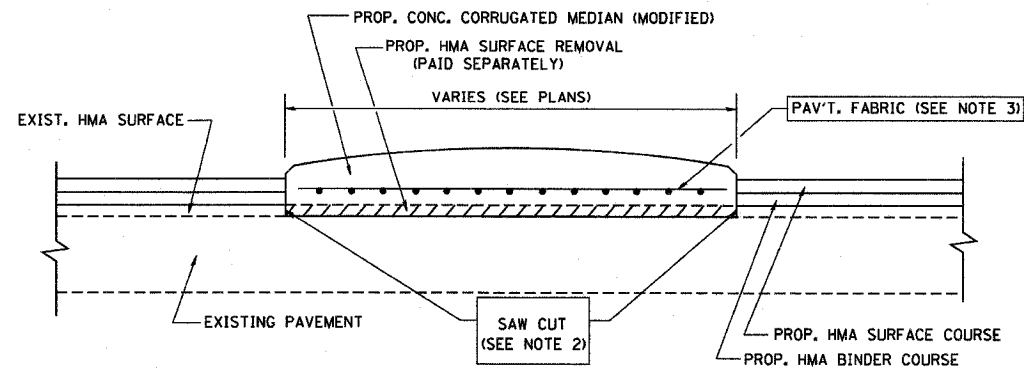 PROP. CONC. CORRUGATED MEDIAN (MODIFIED)
PROP. HMA SURFACE REMOVAL
(PAID SEPARATELY)
VARIES (SEE PLANS)
PAV'T. FABRIC (SEE NOTE 3)
EXIST. HMA SURFACE
EXISTING PAVEMENT
SAW CUT
(SEE NOTE 2)
PROP. HMA SURFACE COURSE
PROP. HMA BINDER COURSE